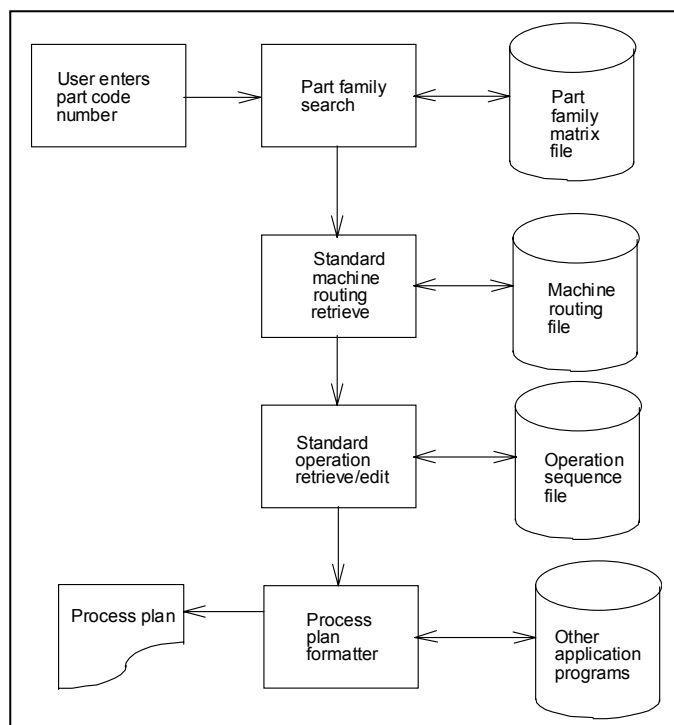 User enters
part code
number
Part family
search
Part
family
matrix
file
Standard
machine
routing
retrieve
Machine
routing
file
Standard
operation
retrieve/edit
Operation
sequence
file
Process plan
Process
plan
formatter
Other
application
programs